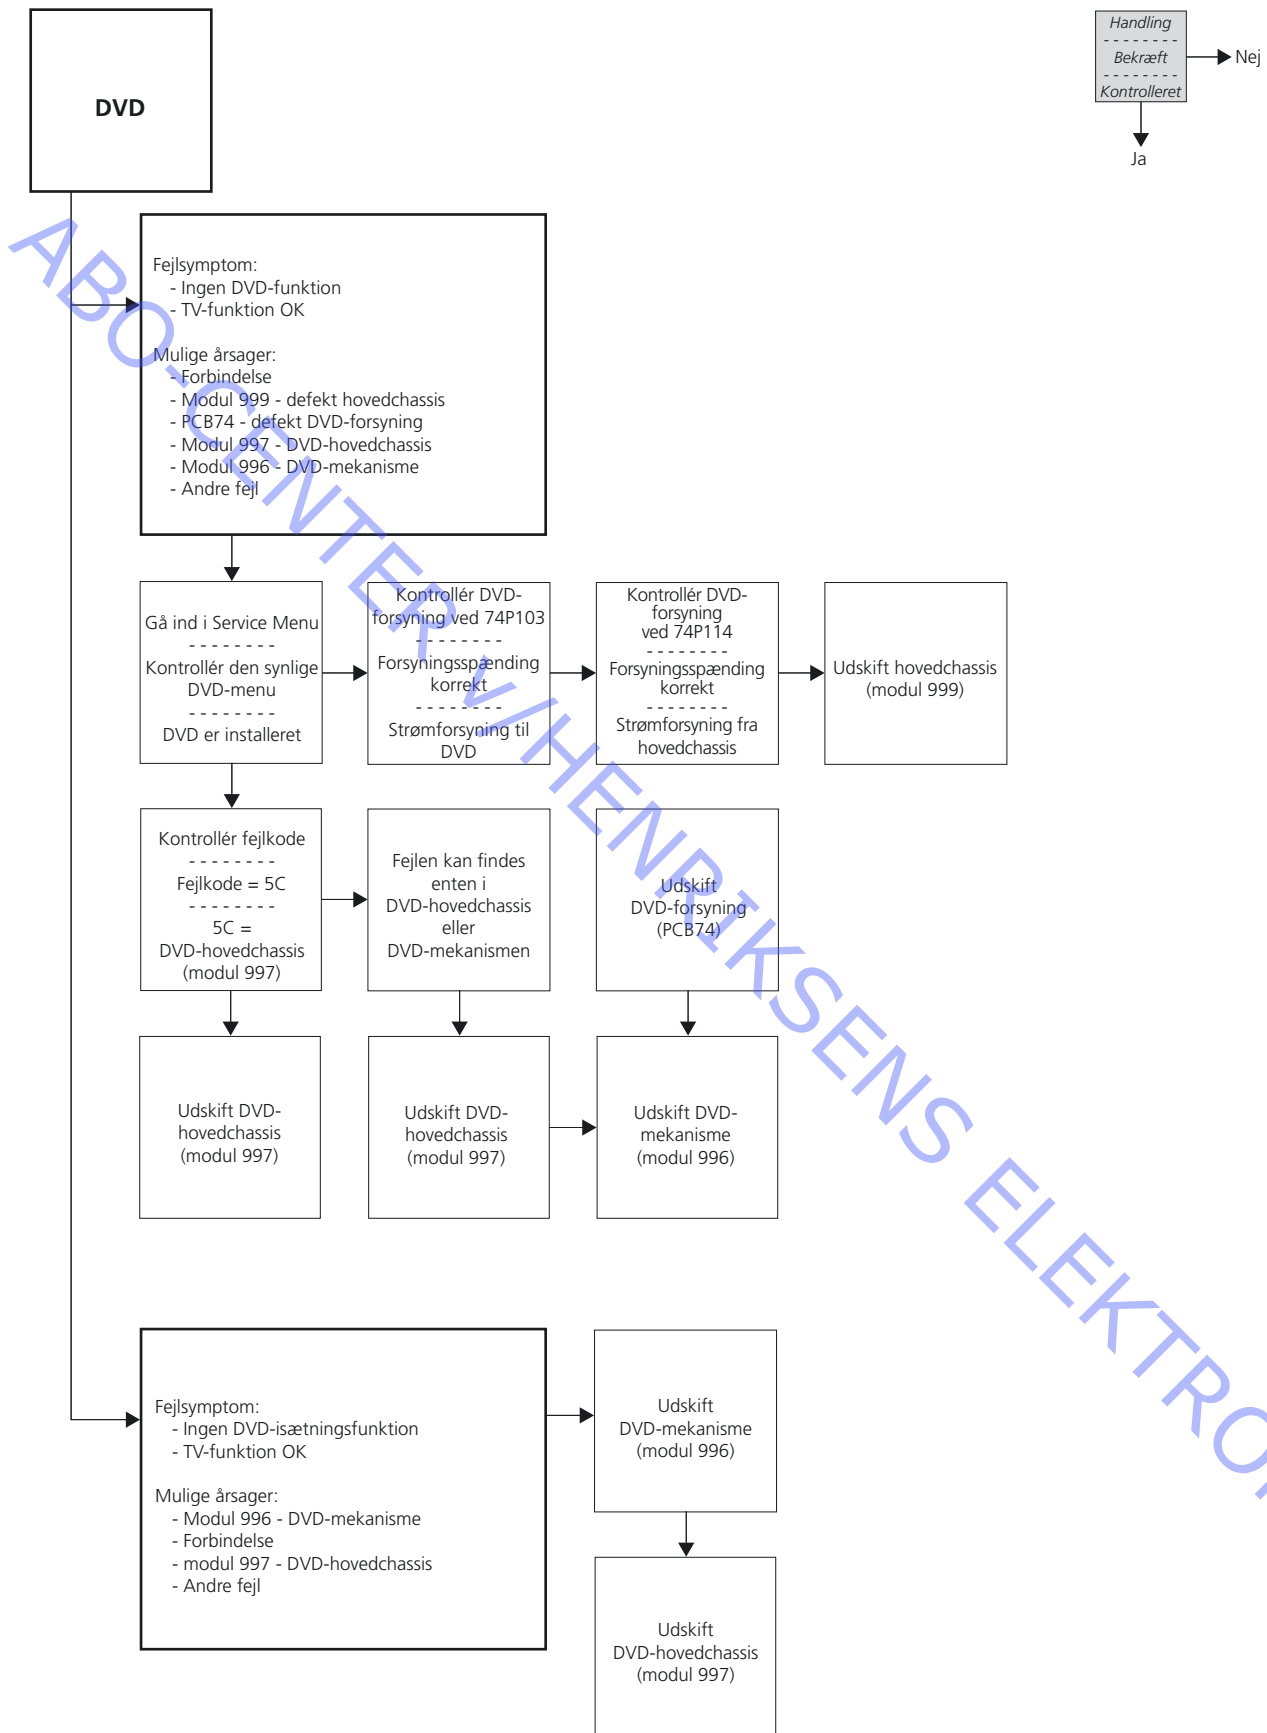 DVD
Handling
- - - - - - - -
Bekræft
- - - - - - - -
Kontrolleret
Nej
Ja
Fejlsymptom:
- Ingen DVD-funktion
- TV-funktion OK
Mulige årsager:
- Forbindelse
- Modul 999 - defekt hovedchassis
- PCB74 - defekt DVD-forsyning
- Modul 997 - DVD-hovedchassis
- Modul 996 - DVD-mekanisme
- Andre fejl
Gå ind i Service Menu
- - - - - - - -
Kontrollér den synlige
DVD-menu
- - - - - - - -
DVD er installeret
Kontrollér DVD-
forsyning ved 74P103
- - - - - - - -
Forsyningsspænding
korrekt
- - - - - - - -
Strømforsyning til
DVD
Kontrollér DVD-
forsyning
ved 74P114
- - - - - - - -
Forsyningsspænding
korrekt
- - - - - - - -
Strømforsyning fra
hovedchassis
Udskift hovedchassis
(modul 999)
Kontrollér fejlkode
- - - - - - - -
Fejlkode = 5C
- - - - - - - -
5C =
DVD-hovedchassis
(modul 997)
Fejlen kan findes
enten i
DVD-hovedchassis
eller
DVD-mekanismen
Udskift
DVD-forsyning
(PCB74)
Udskift DVD-
hovedchassis
(modul 997)
Udskift DVD-
hovedchassis
(modul 997)
Udskift DVD-
mekanisme
(modul 996)
Fejlsymptom:
- Ingen DVD-isætningsfunktion
- TV-funktion OK
Mulige årsager:
- Modul 996 - DVD-mekanisme
- Forbindelse
- modul 997 - DVD-hovedchassis
- Andre fejl
Udskift
DVD-mekanisme
(modul 996)
Udskift
DVD-hovedchassis
(modul 997)
ABO-CENTER v/HENRIKSENS